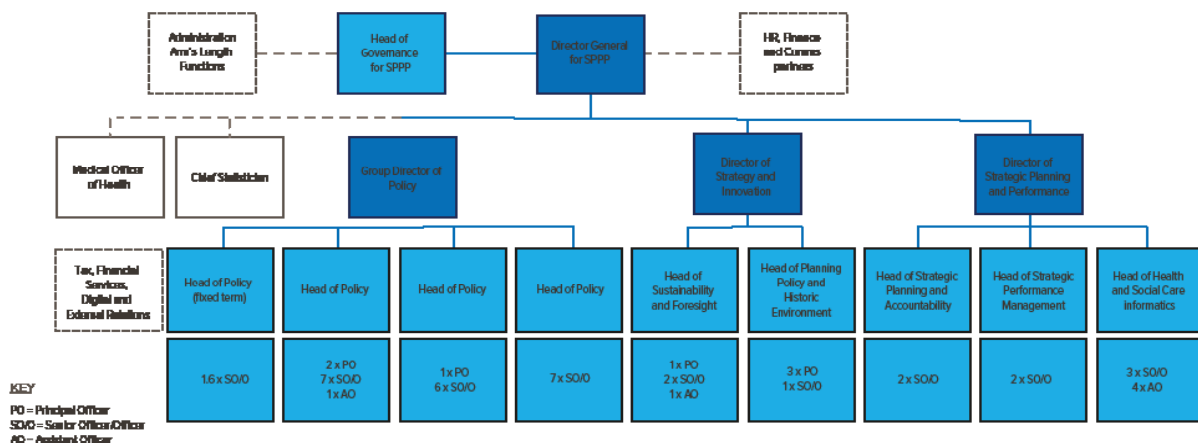 Administration
Arm's Length
Functions
Head of
Governance
for SPPP
Director General
for SPPP
HR, Finance
and Comms
partners
Medical Officer
of Health
Chief Statistician
Group Director of
Policy
Director of
Strategy and
Innovation
Director of
Strategic Planning
and Performance
Tax, Financial
Services,
Digital and
External Relations
Head of Policy
(fixed term)
Head of Policy
Head of Policy
Head of Policy
Head of
Sustainability
and Foresight
Head of Planning
Policy and
Historic
Environment
Head of Strategic
Planning and
Accountability
Head of Strategic
Performance
Management
Head of Health
and Social Care
informatics
1.6 x SO/O
2 x PO
7 x SO/O
1 x AO
1 x PO
6 x SO/O
7 x SO/O
1 x PO
2 x SO/O
1 x AO
3 x PO
1 x SO/O
2 x SO/O
2 x SO/O
3 x SO/O
4 x AO
KEY
PO = Principal Officer
SO/O = Senior Officer/Officer
AO = Assistant Officer